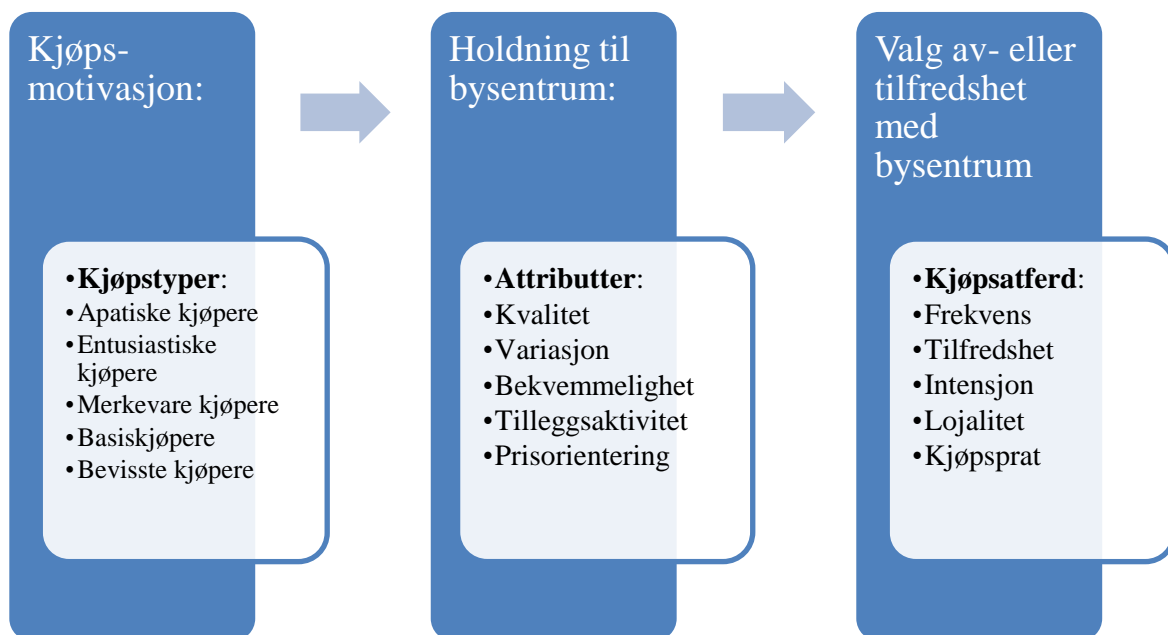 Kjøps-
motivasjon:
•Kjøpstyper:
•Apatiske kjøpere
•Entusiastiske
kjøpere
•Merkevare kjøpere
•Basiskjøpere
•Bevisste kjøpere
Holdning til
bysentrum:
•Attributter:
•Kvalitet
•Variasjon
•Bekvemmelighet
•Tilleggsaktivitet
•Prisorientering
Valg av- eller
tilfredshet
med
bysentrum
•Kjøpsatferd:
•Frekvens
•Tilfredshet
•Intensjon
•Lojalitet
•Kjøpsprat